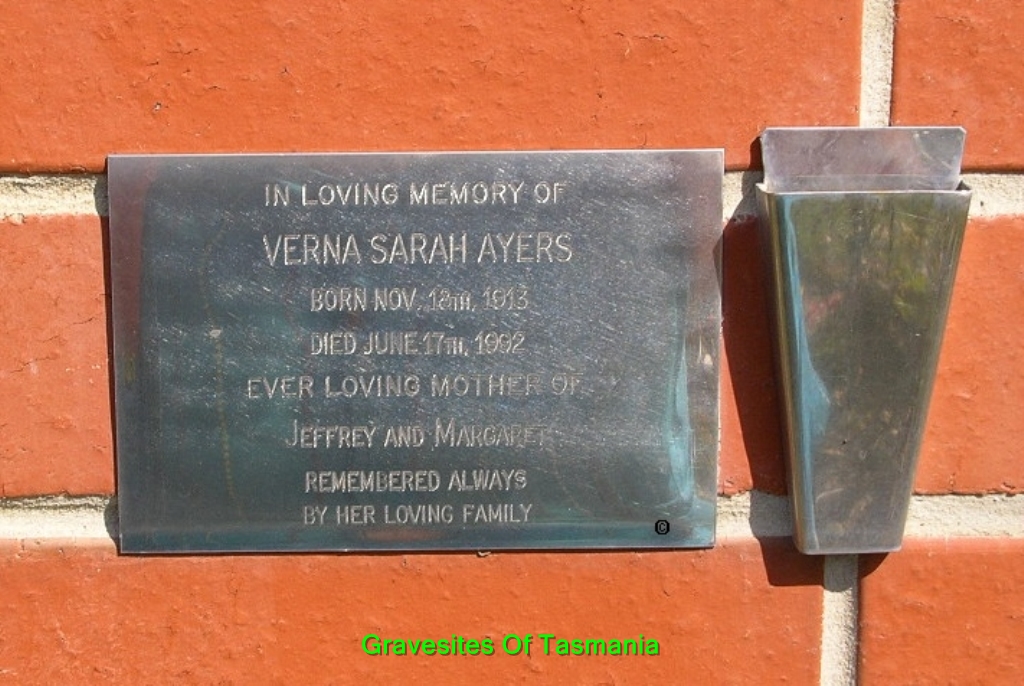 IN LOVING MEMORY OF
VERNA SARAH AYERS
BORN NOV. 18TH, 1913
DIED JUNE 17TH, 1992
EVER LOVING MOTHER OF
JEFFREY AND MARGARET
REMEMBERED ALWAYS
BY HER LOVING FAMILY
Gravesites Of Tasmania